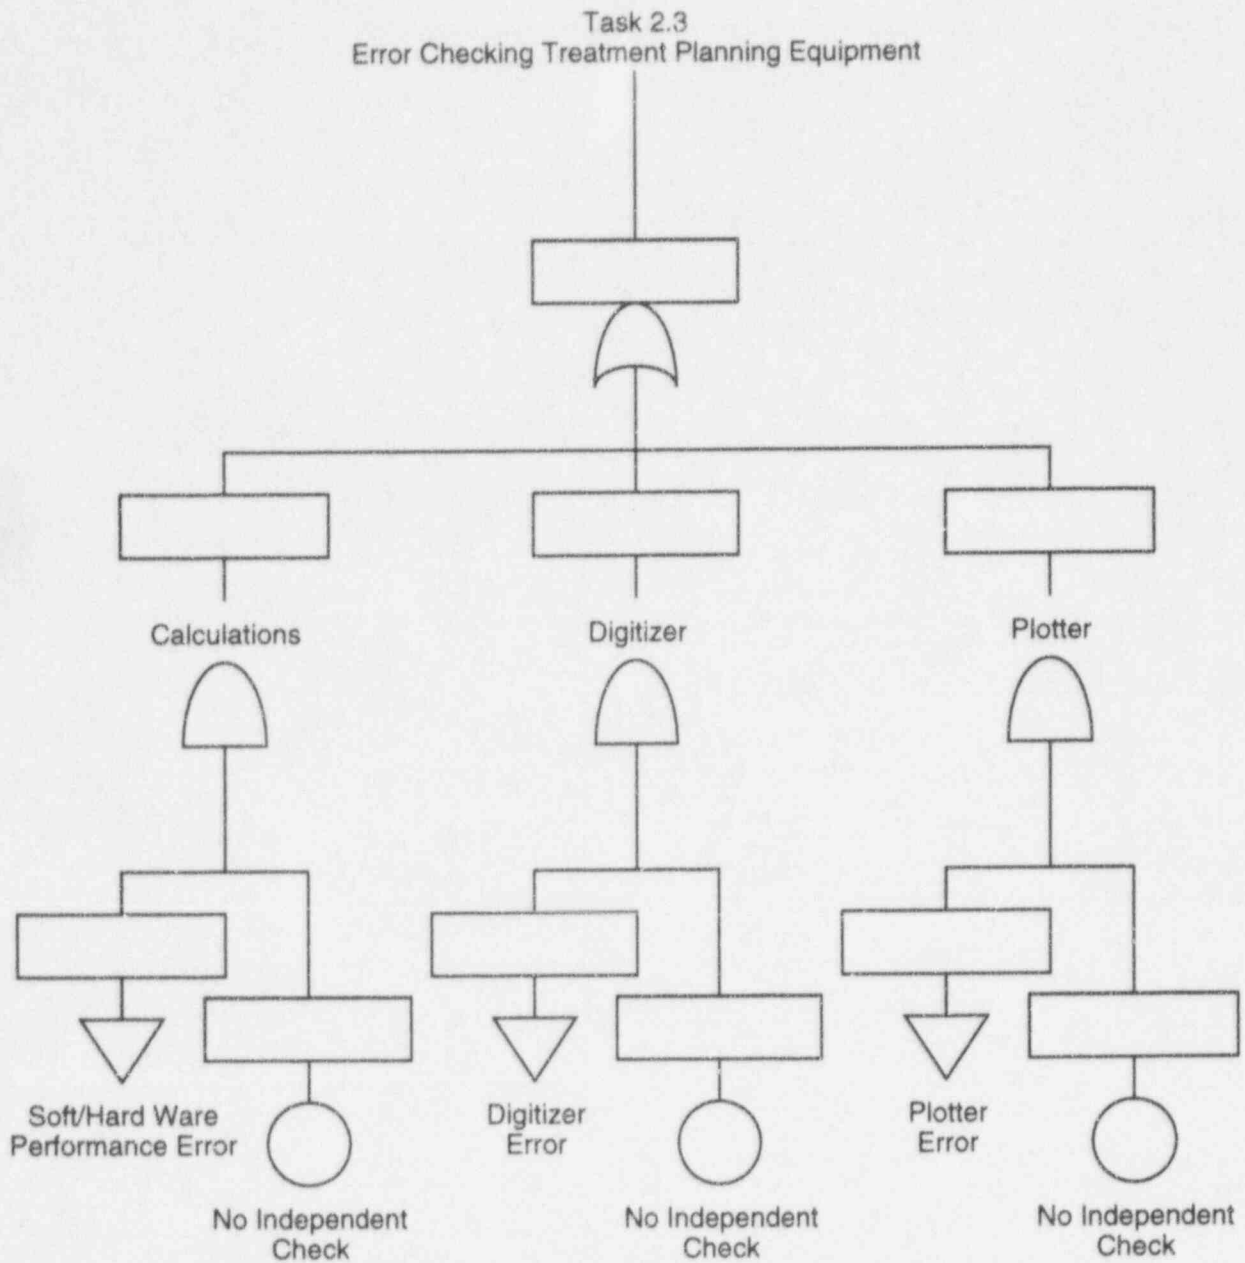 Task 2.3
Error Checking Treatment Planning Equipment
Calculations
Digitizer
Plotter
Soft/Hard Ware
Performance Error
No Independent
Check
Digitizer
Error
No Independent
Check
Plotter
Error
No Independent
Check